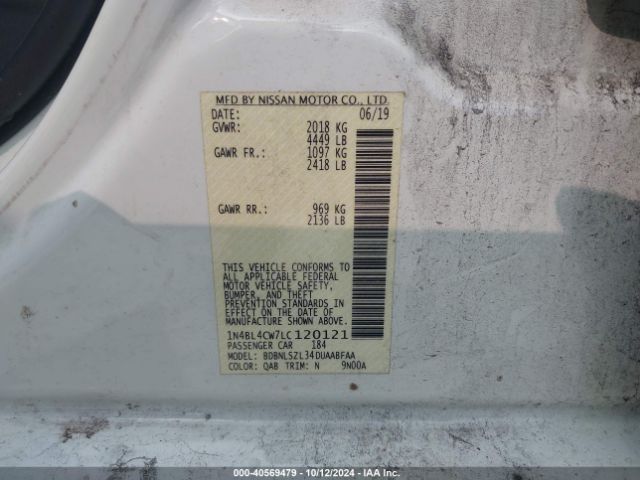 MFD BY NISSAN MOTOR CO., LTD
DATE: 06/19
GVWR: 2018 KG
4449 LB
GAWR FR.: 1097 KG
2418 LB
GAWR RR.: 969 KG
2136 LB
THIS VEHICLE CONFORMS TO
ALL APPLICABLE FEDERAL
MOTOR VEHICLE SAFETY,
BUMPER, AND THEFT
PREVENTION STANDARDS IN
EFFECT ON THE DATE OF
MANUFACTURE SHOWN ABOVE.
1N4BL4CW7LC120121
PASSENGER CAR 184
MODEL: BDBNLSZL34DUAABFAA
COLOR: QAB TRIM: N 9N00A
000-40569479 - 10/12/2024 - IAA Inc.